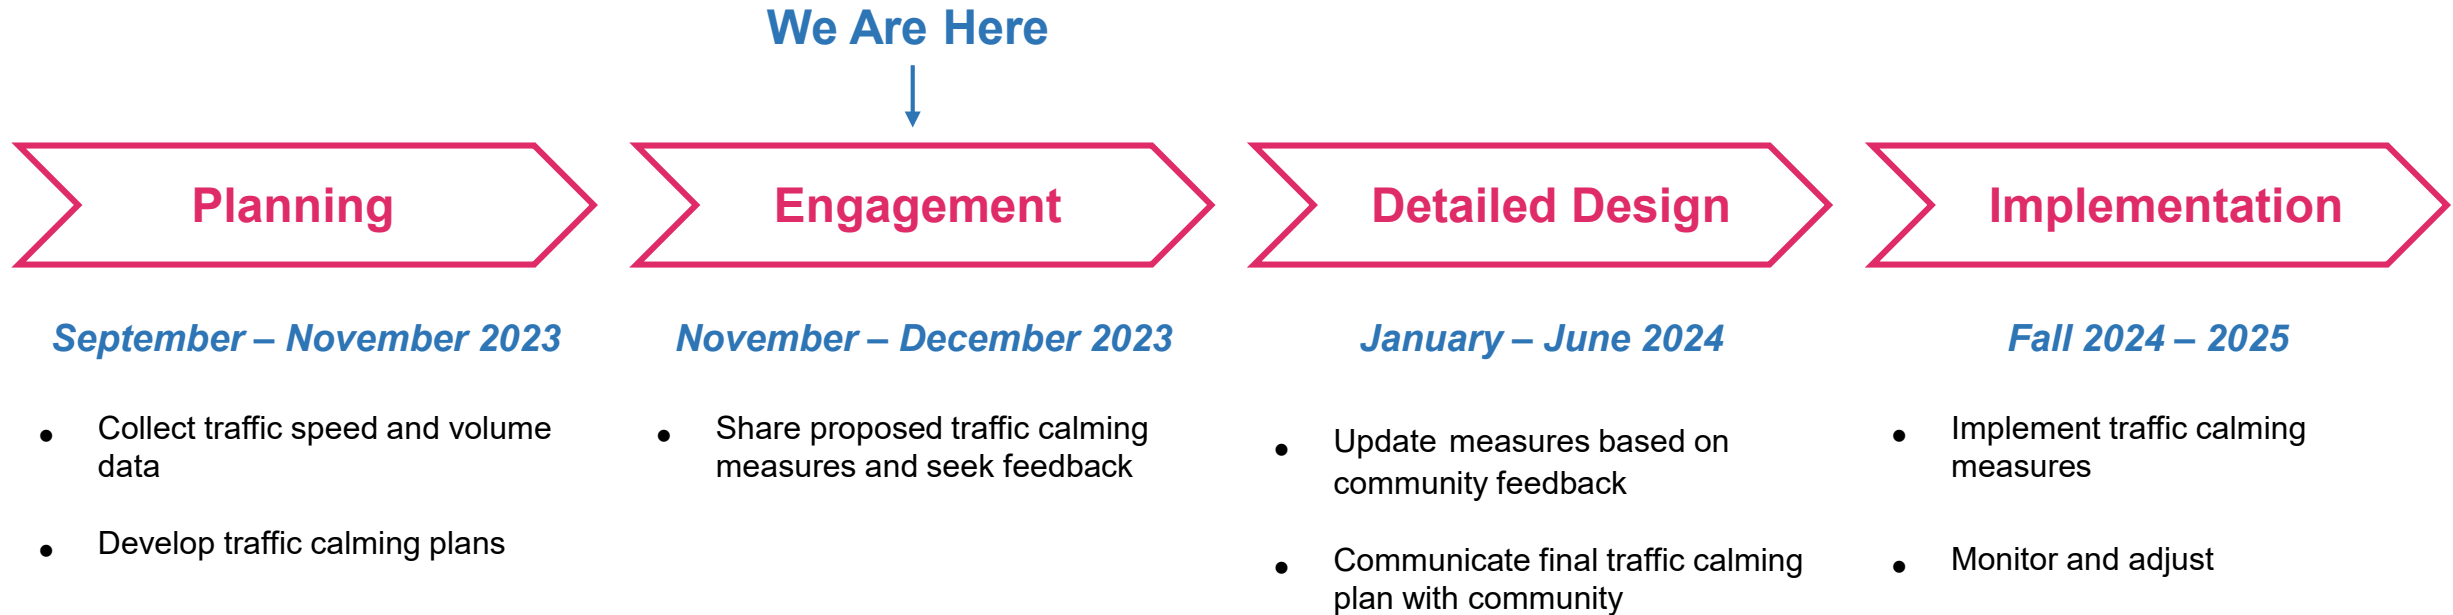 We Are Here
Planning
Engagement
Detailed Design
Implementation
September – November 2023
November – December 2023
January – June 2024
Fall 2024 – 2025
• Collect traffic speed and volume
data
• Develop traffic calming plans
• Share proposed traffic calming
measures and seek feedback
• Update measures based on
community feedback
• Communicate final traffic calming
plan with community
• Implement traffic calming
measures
• Monitor and adjust